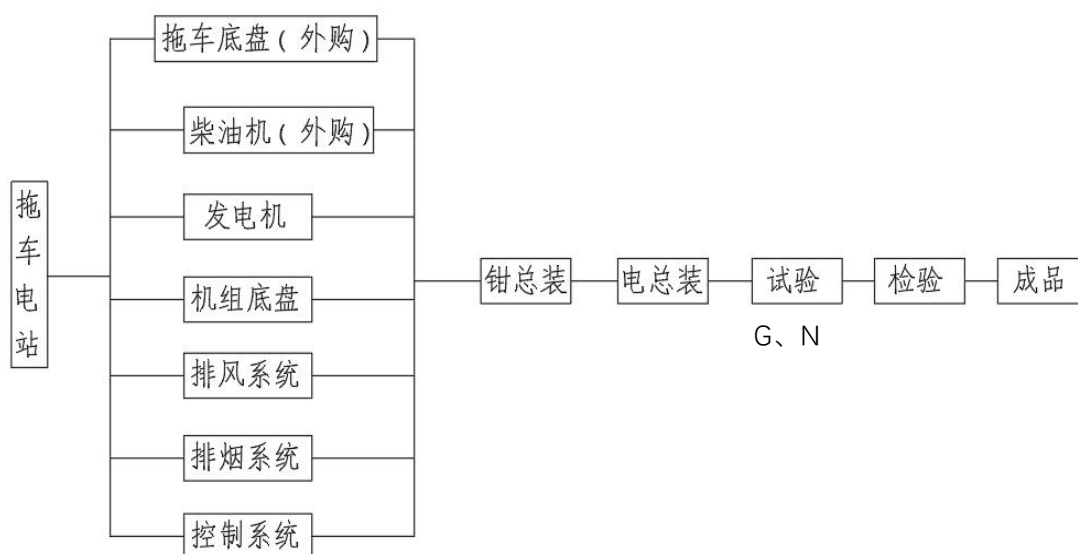 拖车电站
拖车底盘(外购)
柴油机(外购)
发电机
机组底盘
排风系统
排烟系统
控制系统
钳总装
电总装
试验
G、N
检验
成品